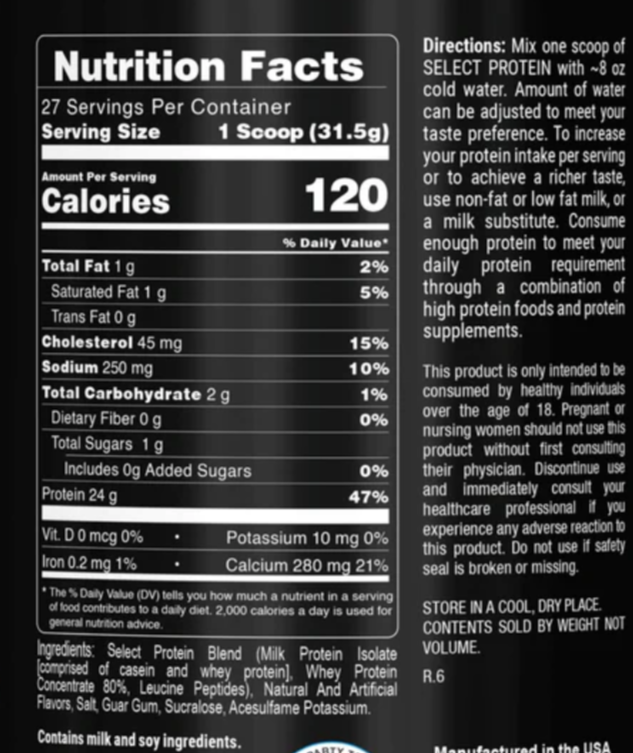 Nutrition Facts
27 Servings Per Container
Serving Size 1 Scoop (31.5g)
Amount Per Serving
Calories 120
% Daily Value*
Total Fat 1 g 2%
Saturated Fat 1 g 5%
Trans Fat 0 g
Cholesterol 45 mg 15%
Sodium 250 mg 10%
Total Carbohydrate 2 g 1%
Dietary Fiber 0 g 0%
Total Sugars 1 g
Includes 0g Added Sugars 0%
Protein 24 g 47%
Vit. D 0 mcg 0% • Potassium 10 mg 0%
Iron 0.2 mg 1% • Calcium 280 mg 21%
* The % Daily Value (DV) tells you how much a nutrient in a serving
of food contributes to a daily diet. 2,000 calories a day is used for
general nutrition advice.
Ingredients: Select Protein Blend (Milk Protein Isolate
[comprised of casein and whey protein], Whey Protein
Concentrate 80%, Leucine Peptides), Natural And Artificial
Flavors, Salt, Guar Gum, Sucralose, Acesulfame Potassium.
Contains milk and soy ingredients.
Directions: Mix one scoop of
SELECT PROTEIN with ~8 oz
cold water. Amount of water
can be adjusted to meet your
taste preference. To increase
your protein intake per serving
or to achieve a richer taste,
use non-fat or low fat milk, or
a milk substitute. Consume
enough protein to meet your
daily protein requirement
through a combination of
high protein foods and protein
supplements.
This product is only intended to be
consumed by healthy individuals
over the age of 18. Pregnant or
nursing women should not use this
product without first consulting
their physician. Discontinue use
and immediately consult your
healthcare professional if you
experience any adverse reaction to
this product. Do not use if safety
seal is broken or missing.
STORE IN A COOL, DRY PLACE.
CONTENTS SOLD BY WEIGHT NOT
VOLUME.
R.6
Manufactured in the USA